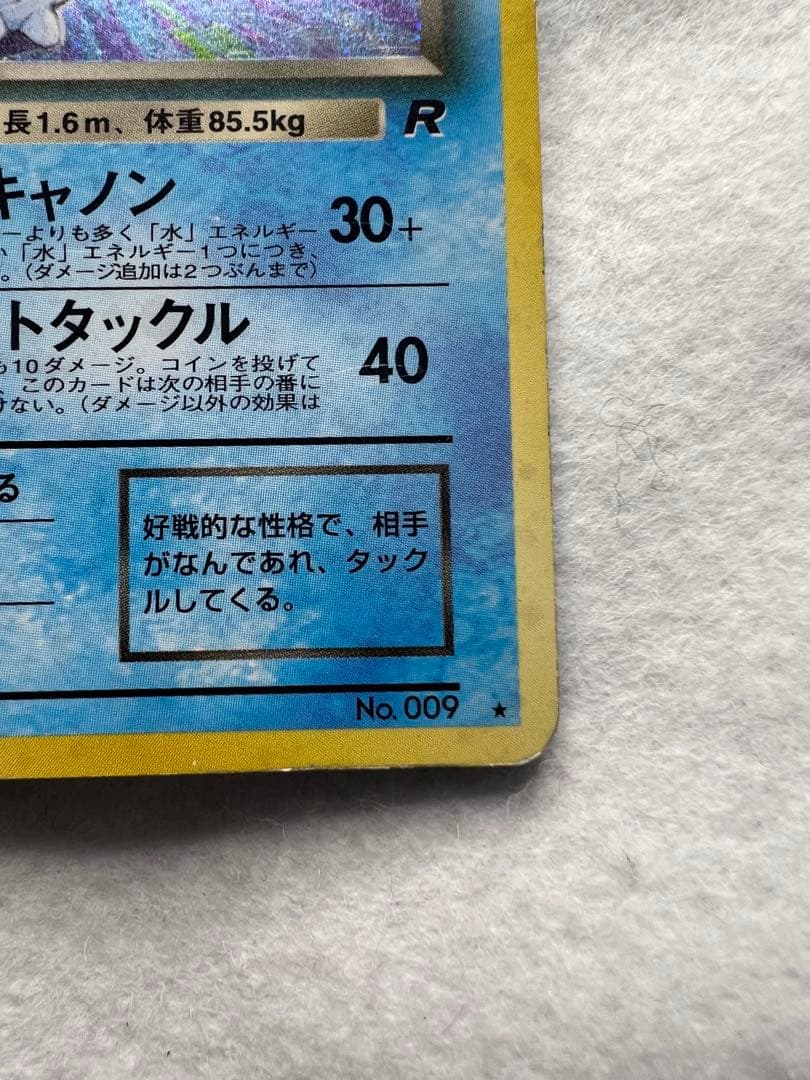 長1.6m、体重85.5kg R
キャノン
ーよりも多く「水」エネルギー
「水」エネルギー1つにつき、
。(ダメージ追加は2つぶんまで)
30+
トタックル
も10ダメージ。コインを投げて
、このカードは次の相手の番に
けない。(ダメージ以外の効果は
40
る
好戦的な性格で、相手
がなんであれ、タック
ルしてくる。
No. 009 ★